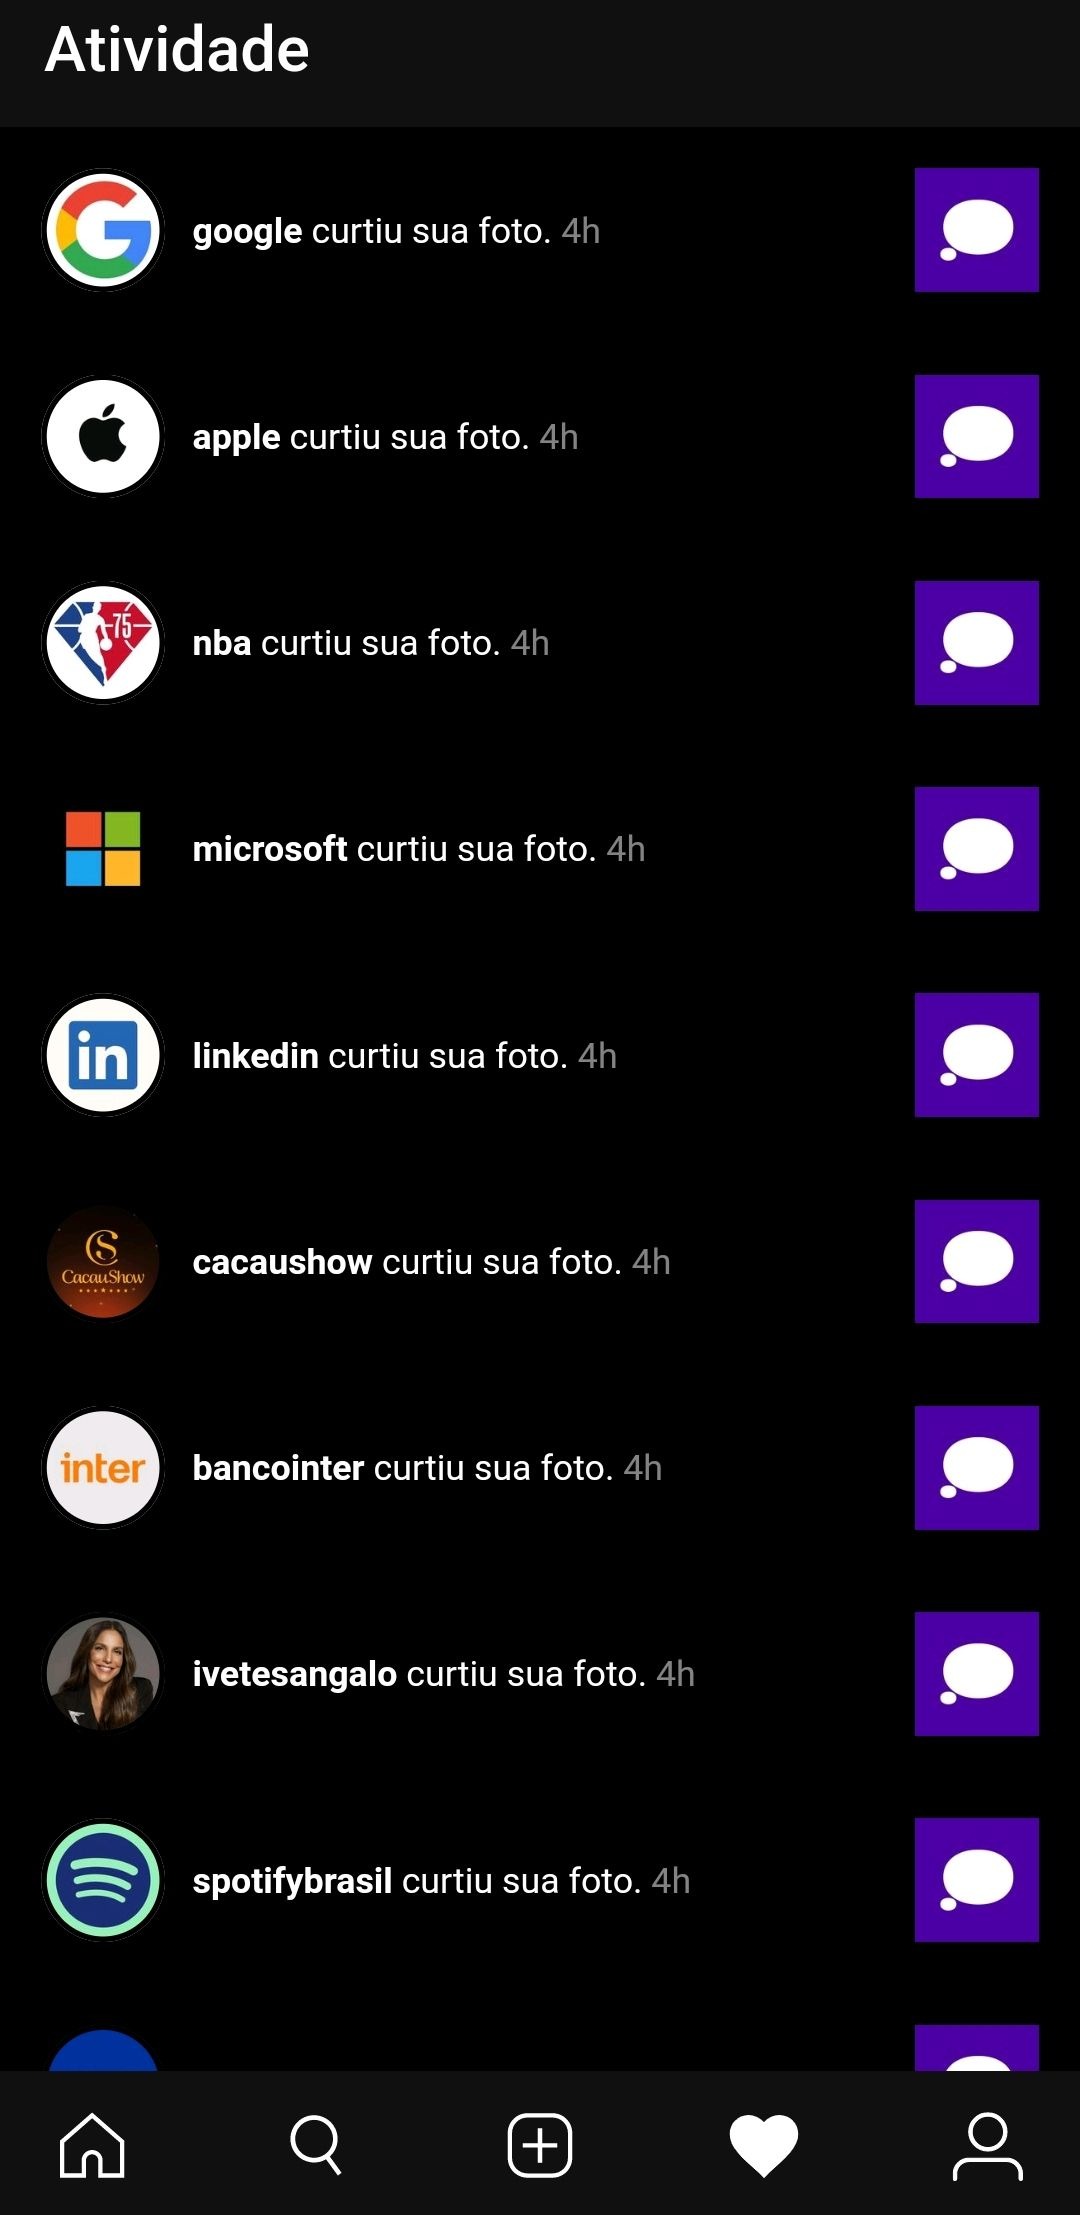 Atividade
google curtiu sua foto. 4h
apple curtiu sua foto. 4h
75
nba curtiu sua foto. 4h
microsoft curtiu sua foto. 4h
in
linkedin curtiu sua foto. 4h
CacauShow
cacaushow curtiu sua foto. 4h
inter
bancointer curtiu sua foto. 4h
ivetesangalo curtiu sua foto. 4h
spotifybrasil curtiu sua foto. 4h